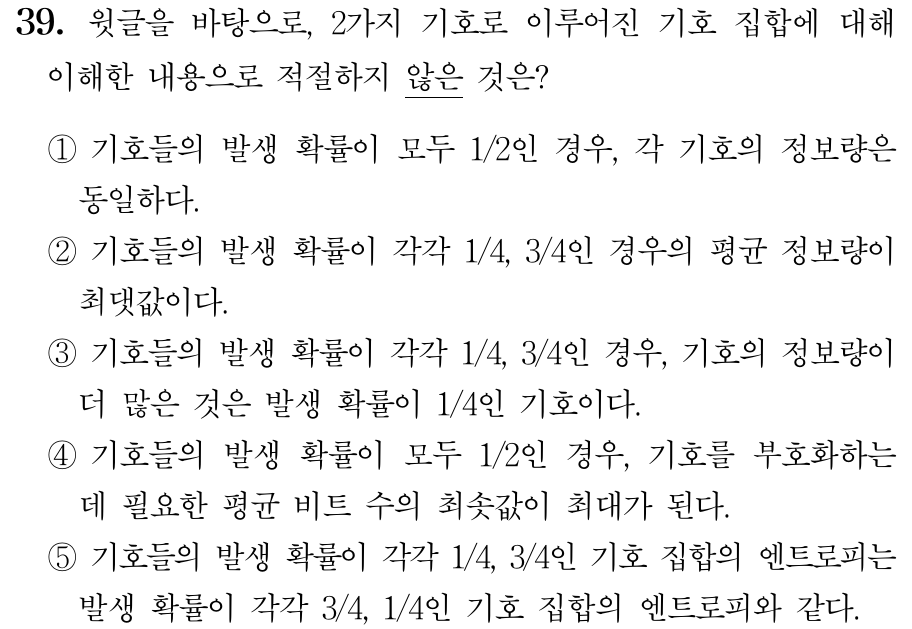 39. 윗글을 바탕으로, 2가지 기호로 이루어진 기호 집합에 대해
이해한 내용으로 적절하지 않은 것은?
① 기호들의 발생 확률이 모두 1/2인 경우, 각 기호의 정보량은
동일하다.
② 기호들의 발생 확률이 각각 1/4, 3/4인 경우의 평균 정보량이
최댓값이다.
③ 기호들의 발생 확률이 각각 1/4, 3/4인 경우, 기호의 정보량이
더 많은 것은 발생 확률이 1/4인 기호이다.
④ 기호들의 발생 확률이 모두 1/2인 경우, 기호를 부호화하는
데 필요한 평균 비트 수의 최솟값이 최대가 된다.
⑤ 기호들의 발생 확률이 각각 1/4, 3/4인 기호 집합의 엔트로피는
발생 확률이 각각 3/4, 1/4인 기호 집합의 엔트로피와 같다.